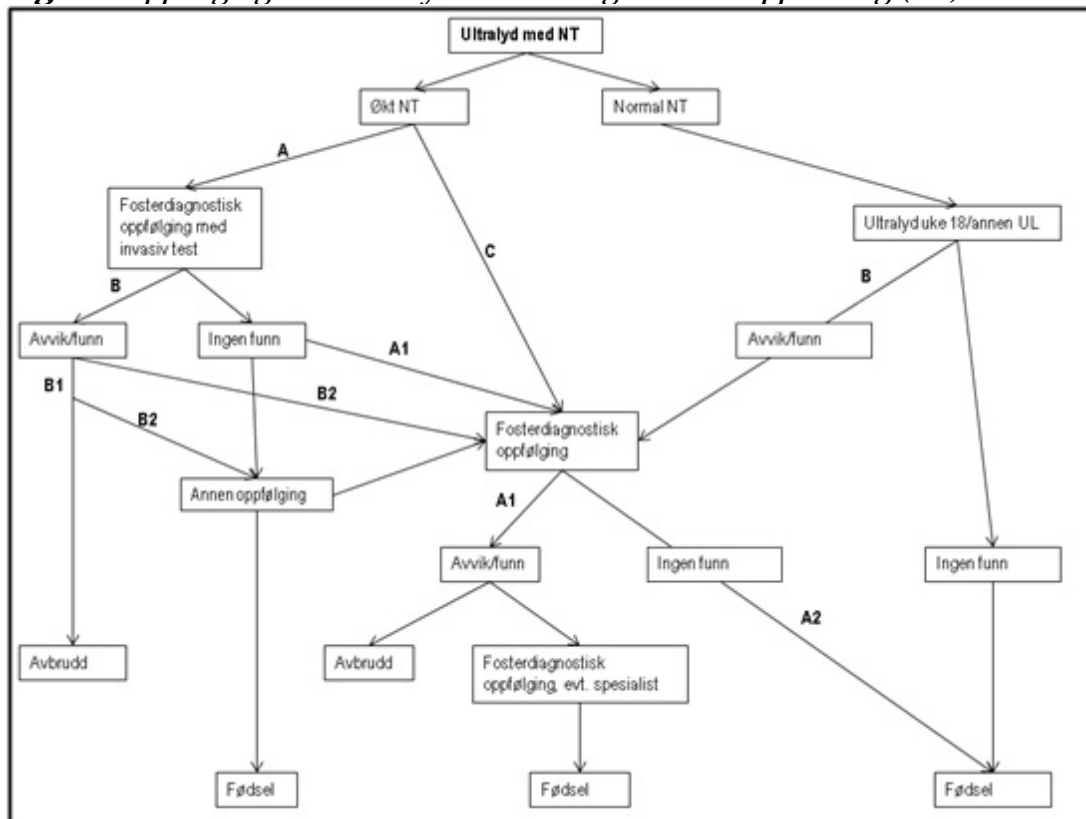 Ultralyd med NT
Økt NT
Normal NT
A
Fosterdiagnostisk
oppfølging med
invasiv test
Ultralyd uke 18/annen UL
C
B
B
Avvik/funn
Ingen funn
Avvik/funn
A1
B1
B2
B2
Fosterdiagnostisk
oppfølging
Annen oppfølging
A1
Avvik/funn
Ingen funn
Ingen funn
A2
Avbrudd
Avbrudd
Fosterdiagnostisk
oppfølging, evt. spesialist
Fødsel
Fødsel
Fødsel